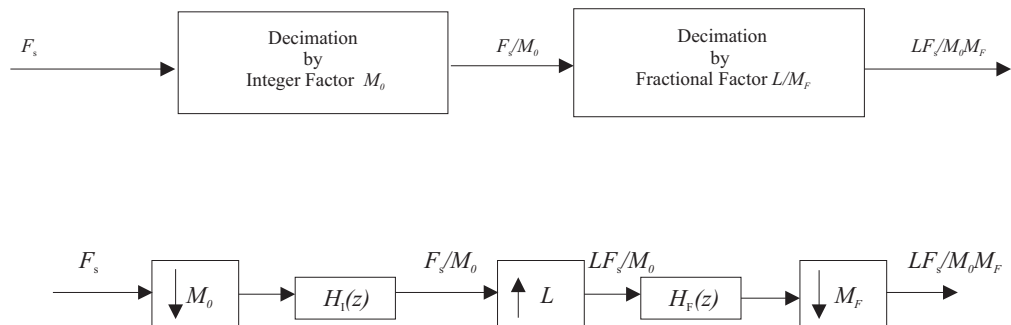 F_s
Decimation
by
Integer Factor M_0
F_s/M_0
Decimation
by
Fractional Factor L/M_F
LF_s/M_0M_F
F_s
M_0
H_I(z)
F_s/M_0
L
LF_s/M_0
H_F(z)
M_F
LF_s/M_0M_F